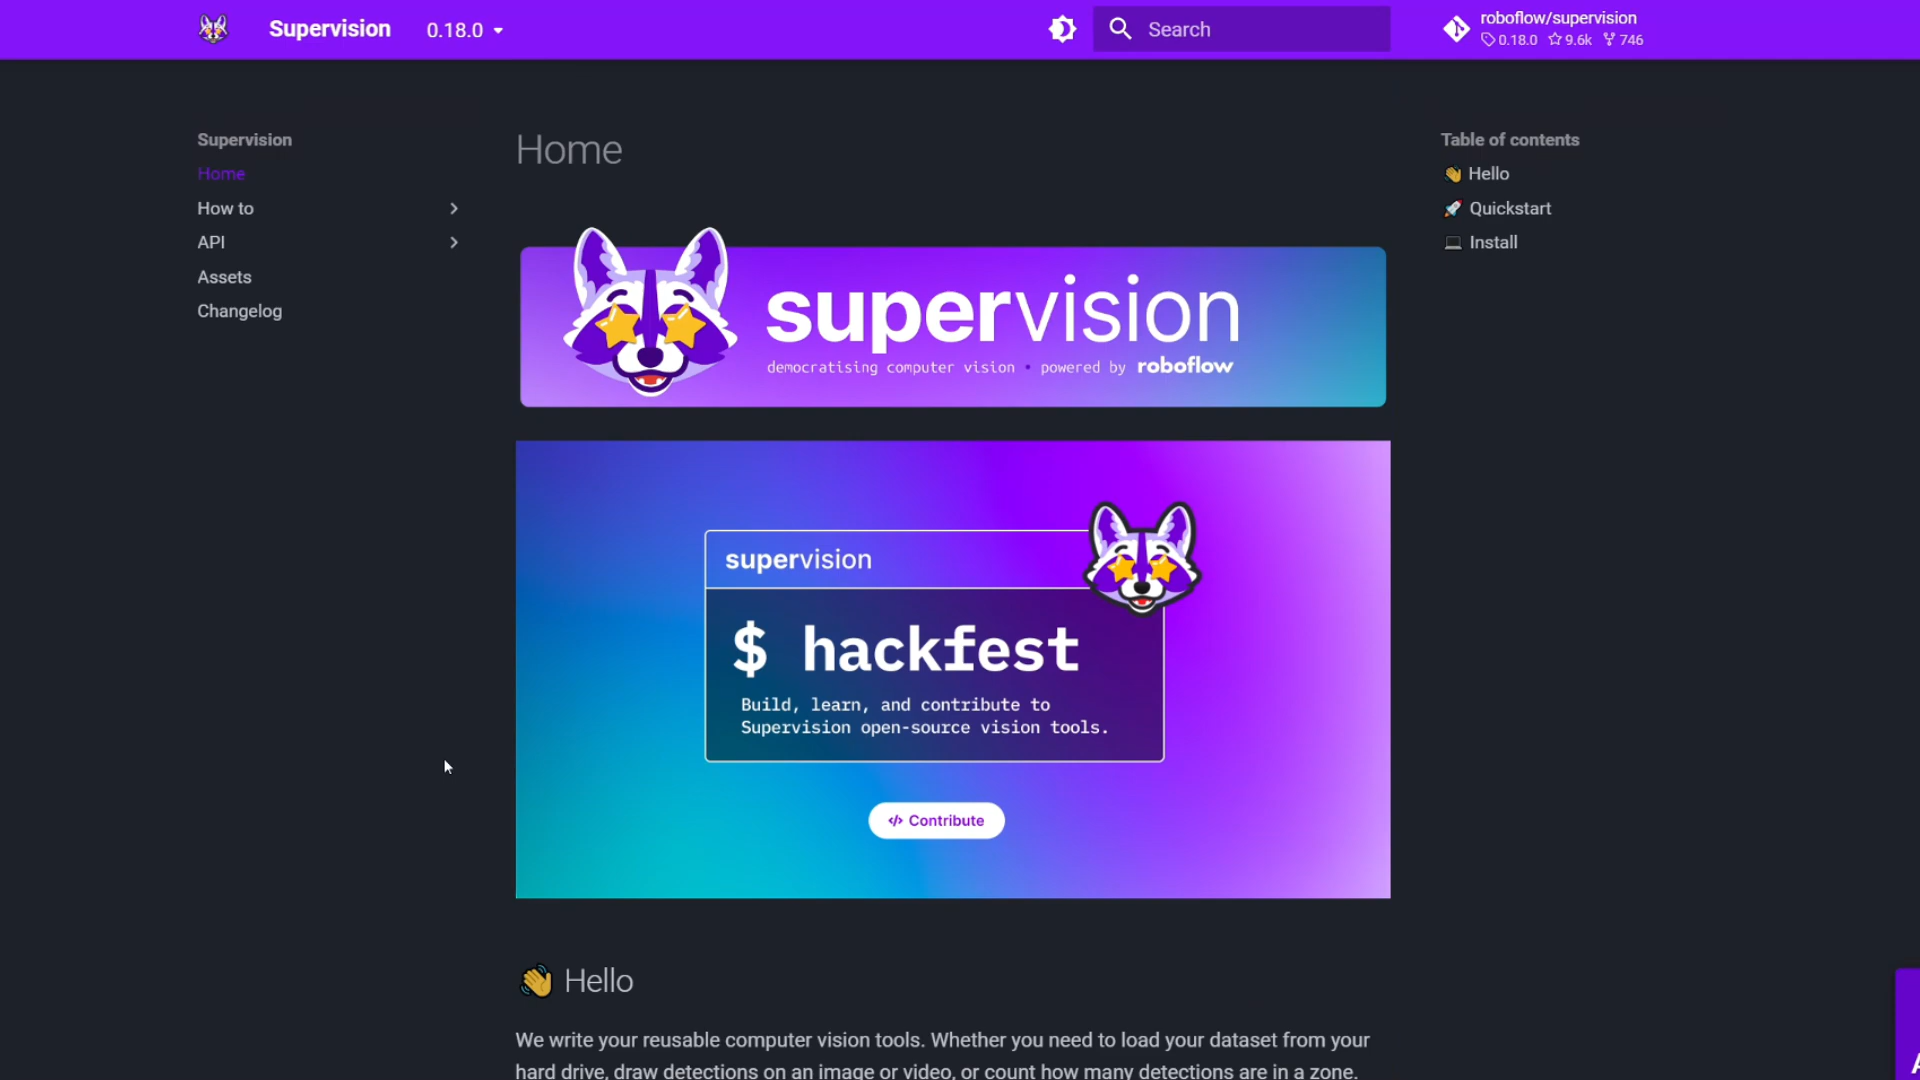 Supervision
0.18.0
Search
roboflow/supervision
0.18.0 9.6k 746
Supervision
Home
How to
API
Assets
Changelog
Home
supervision
democratising computer vision • powered by roboflow
supervision
$ hackfest
Build, learn, and contribute to
Supervision open-source vision tools.
</> Contribute
👋 Hello
We write your reusable computer vision tools. Whether you need to load your dataset from your
hard drive, draw detections on an image or video, or count how many detections are in a zone.
Table of contents
👋 Hello
🚀 Quickstart
💻 Install